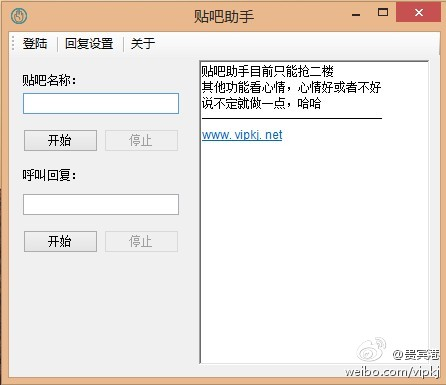 贴吧助手
登陆 回复设置 关于
贴吧名称：
开始 停止
呼叫回复：
开始 停止
贴吧助手目前只能抢二楼
其他功能看心情，心情好或者不好
说不定就做一点，哈哈
www.vipkj.net
@贵宾港
weibo.com/vipkj